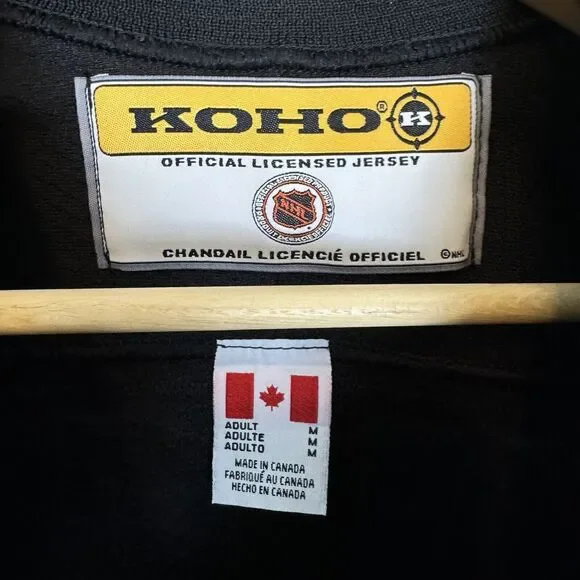 KOHO® K
OFFICIAL LICENSED JERSEY
NHL
CHANDAIL LICENCIÉ OFFICIEL ©NHL
ADULT M
ADULTE M
ADULTO M
MADE IN CANADA
FABRIQUÉ AU CANADA
HECHO EN CANADA